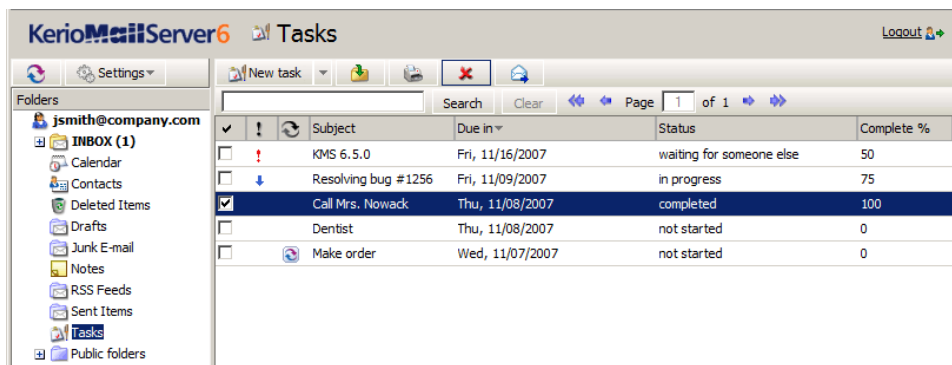 KerioMailServer6 Tasks Logout
Settings New task
Folders Search Clear Page 1 of 1
jsmith@company.com
INBOX (1)
Calendar
Contacts
Deleted Items
Drafts
Junk E-mail
Notes
RSS Feeds
Sent Items
Tasks
Public folders
! Subject Due in Status Complete %
! KMS 6.5.0 Fri, 11/16/2007 waiting for someone else 50
Resolving bug #1256 Fri, 11/09/2007 in progress 75
Call Mrs. Nowack Thu, 11/08/2007 completed 100
Dentist Thu, 11/08/2007 not started 0
Make order Wed, 11/07/2007 not started 0